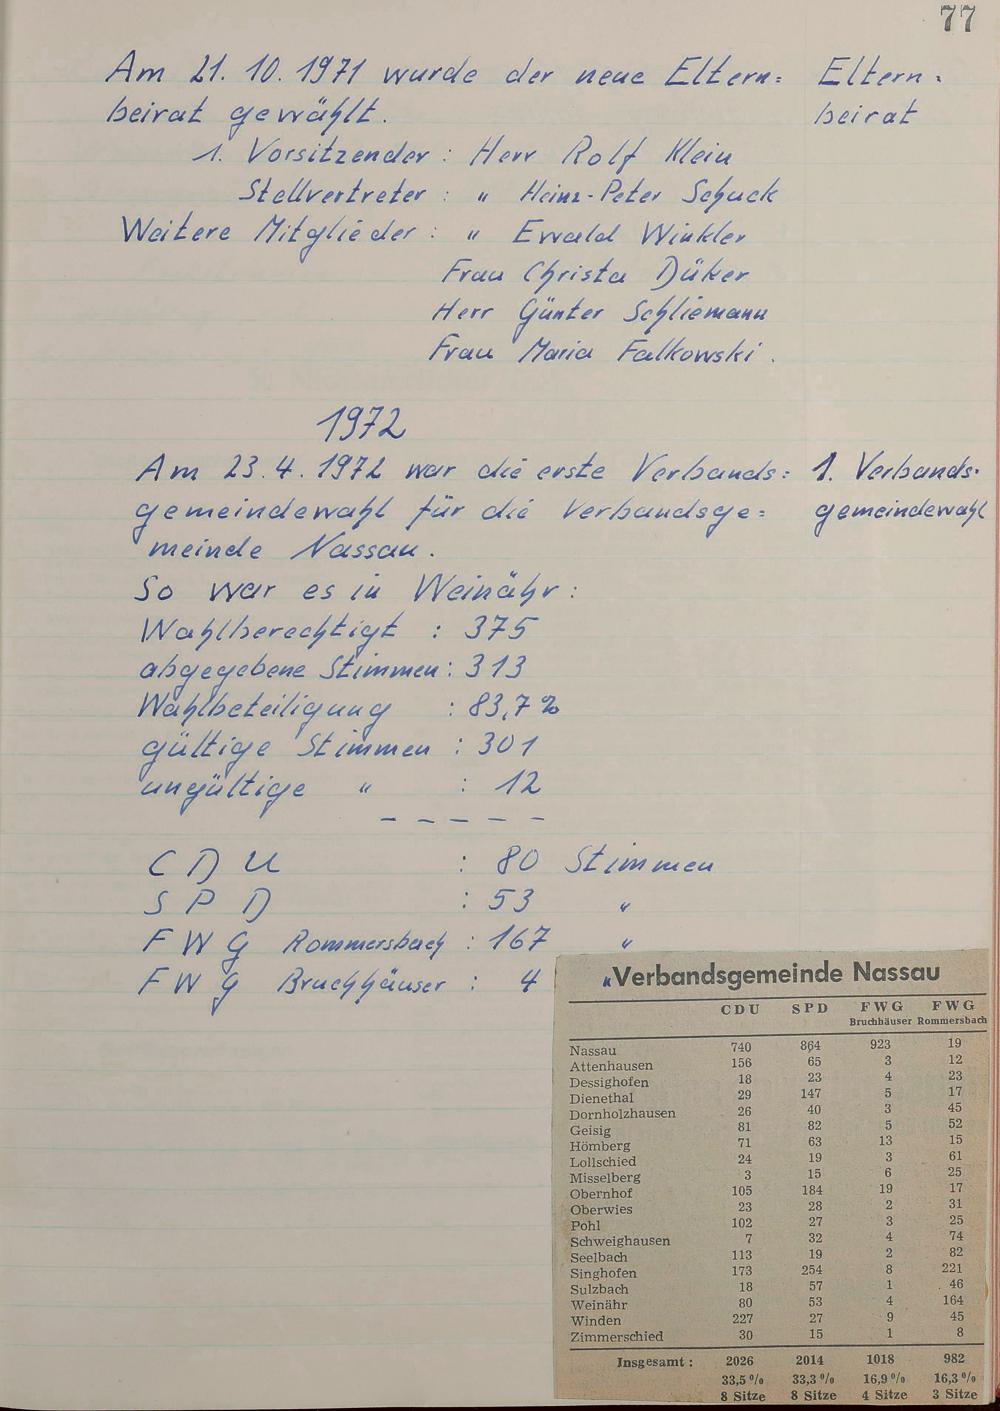 77
Am 21. 10. 1971 wurde der neue Eltern=
beirat gewählt.
Eltern=
beirat
1. Vorsitzender : Herr Rolf Klein
Stellvertreter : " Heinz-Peter Schuck
Weitere Mitglieder : " Ewald Winkler
Frau Christa Düker
Herr Günter Schliemann
Frau Maria Falkowski.
1972
Am 23.4.1972 war die erste Verbands=
gemeindewahl für die Verbandsge=
meinde Nassau.
1. Verbands-
gemeindewahl
So war es in Weinähr:
Wahlberechtigt : 375
abgegebene Stimmen: 313
Wahlbeteiligung : 83,7%
gültige Stimmen : 301
ungültige " : 12
- - - - -
C D U : 80 Stimmen
S P D : 53 "
F W G Rommersbach : 167 "
F W G Bruchhäuser : 4
"Verbandsgemeinde Nassau
CDU SPD FWG Bruchhäuser FWG Rommersbach
Nassau 740 864 923 19
Attenhausen 156 65 3 12
Dessighofen 18 23 4 23
Dienethal 29 147 5 17
Dornholzhausen 26 40 3 45
Geisig 81 82 5 52
Hömberg 71 63 13 15
Lollschied 24 19 3 61
Misselberg 3 15 6 25
Obernhof 105 184 19 17
Oberwies 23 28 2 31
Pohl 102 27 3 25
Schweighausen 7 32 4 74
Seelbach 113 19 2 82
Singhofen 173 254 8 221
Sulzbach 18 57 1 46
Weinähr 80 53 4 164
Winden 227 27 9 45
Zimmerschied 30 15 1 8
Insgesamt: 2026 2014 1018 982
33,5% 33,3% 16,9% 16,3%
8 Sitze 8 Sitze 4 Sitze 3 Sitze